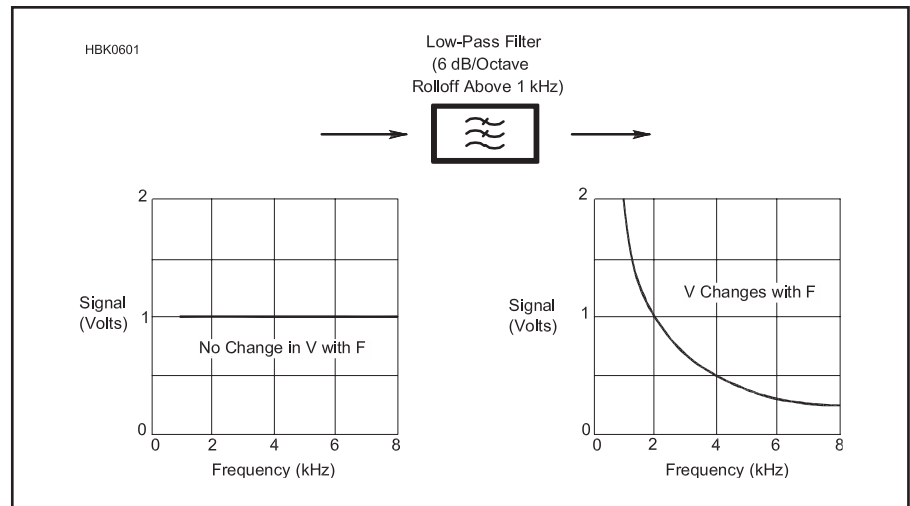 HBK0601
Low-Pass Filter
(6 dB/Octave
Rolloff Above 1 kHz)
2
1
0
Signal
(Volts)
No Change in V with F
0 2 4 6 8
Frequency (kHz)
2
1
0
Signal
(Volts)
V Changes with F
0 2 4 6 8
Frequency (kHz)